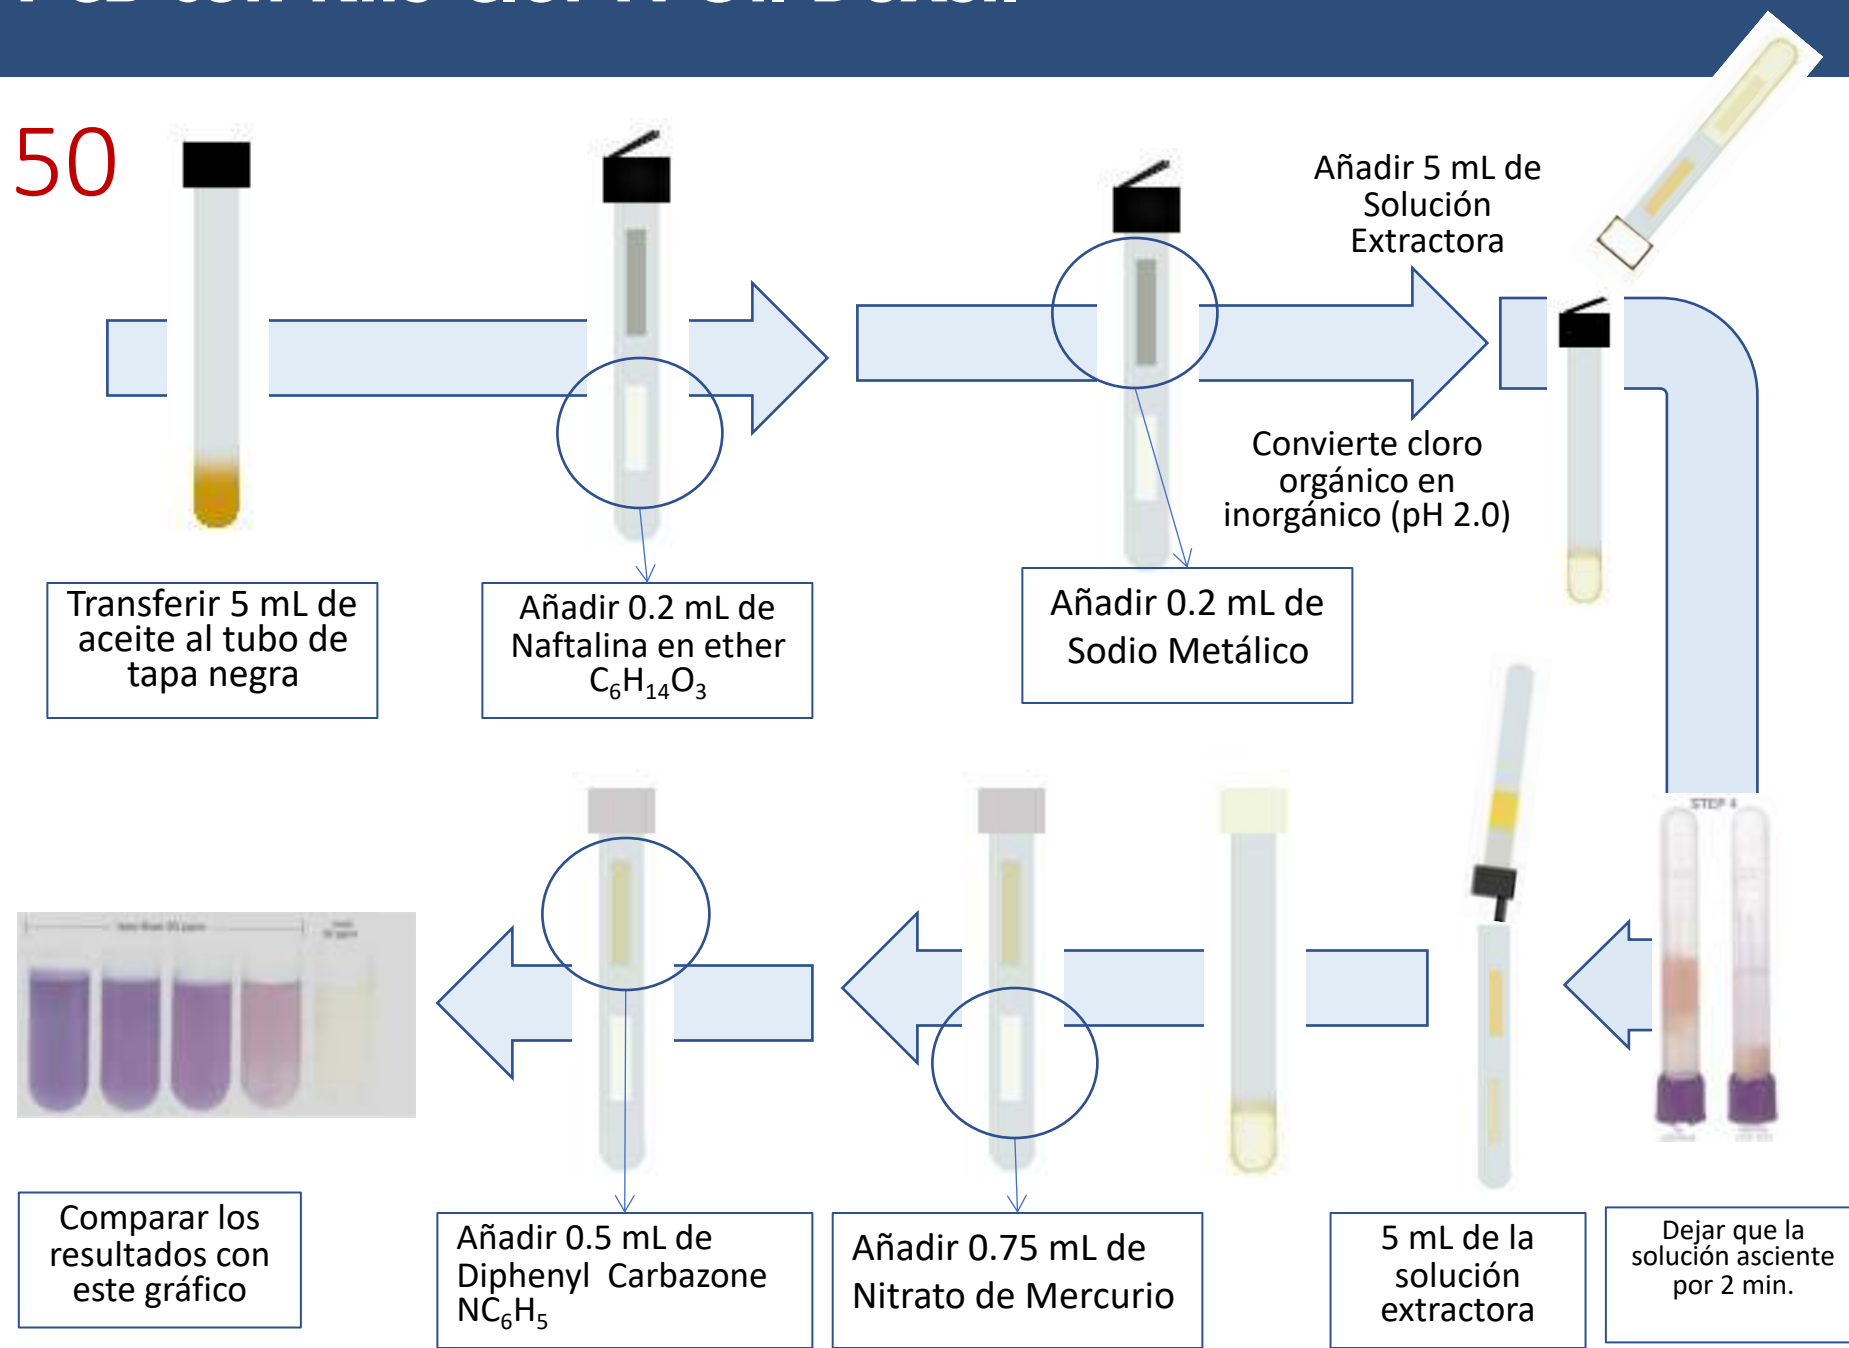 50
Añadir 5 mL de
Solución
Extractora
Convierte cloro
orgánico en
inorgánico (pH 2.0)
Transferir 5 mL de
aceite al tubo de
tapa negra
Añadir 0.2 mL de
Naftalina en ether
C₆H₁₄O₃
Añadir 0.2 mL de
Sodio Metálico
STEP 4
Dejar que la
solución asciente
por 2 min.
5 mL de la
solución
extractora
Añadir 0.75 mL de
Nitrato de Mercurio
Añadir 0.5 mL de
Diphenyl Carbazone
NC₆H₅
Comparar los
resultados con
este gráfico